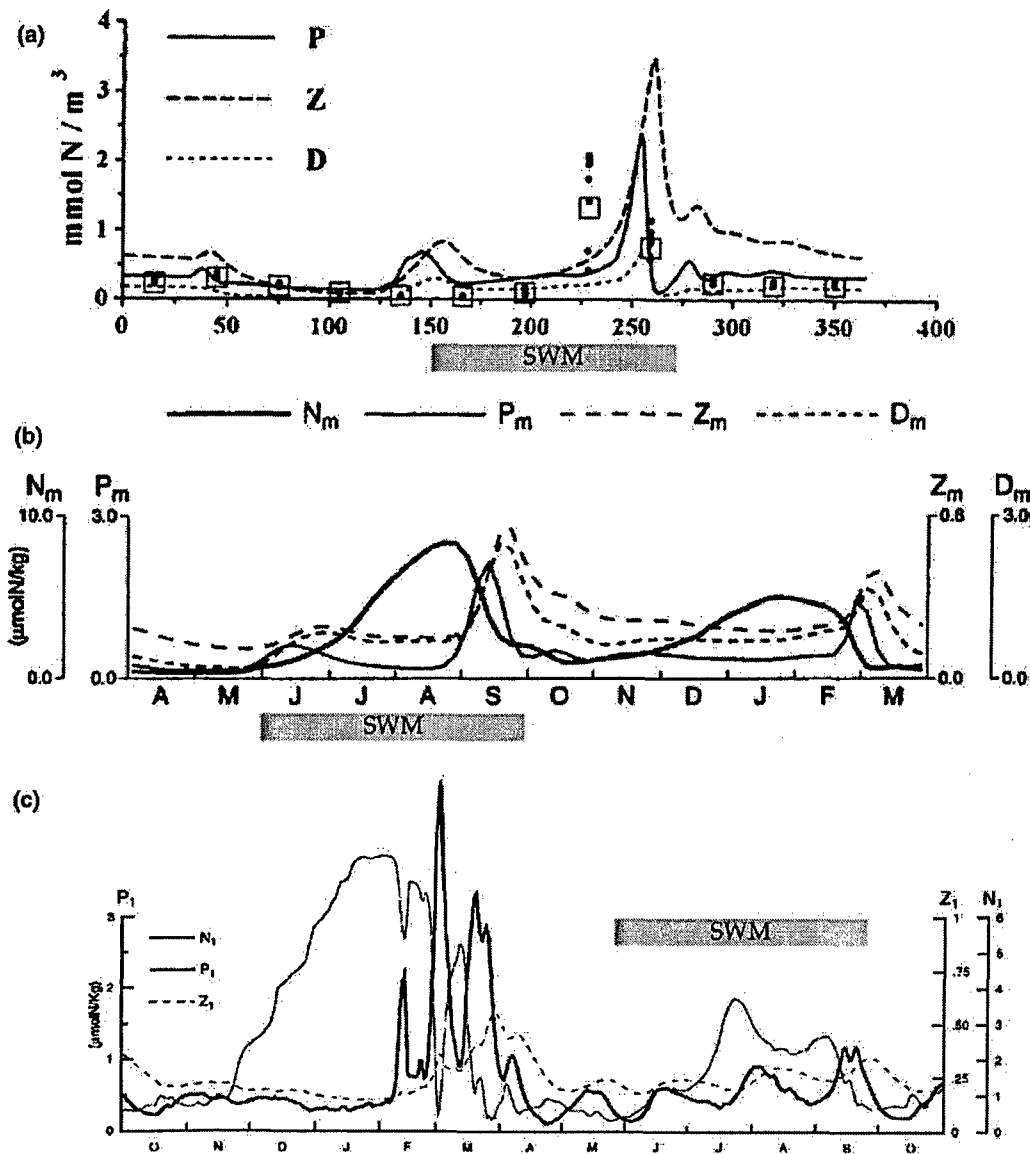 (a)
mmol N / m³
4
3
2
1
0
P
Z
D
0 50 100 150 200 250 300 350 400
SWM
Nm Pm Zm Dm
(b)
Nm Pm Zm Dm
10.0 3.0 0.6 3.0
(μmolN/kg)
0.0 0.0 0.0 0.0
A M J J A S O N D J F M
SWM
(c)
P₁ Z₁ N₁
3 1 6
N₁
P₁
Z₁
SWM
5
.75
2 .50 4
3
(μmolN/Kg)
1 .25 2
1
0 0 0
O N D J F M A M J J A S O